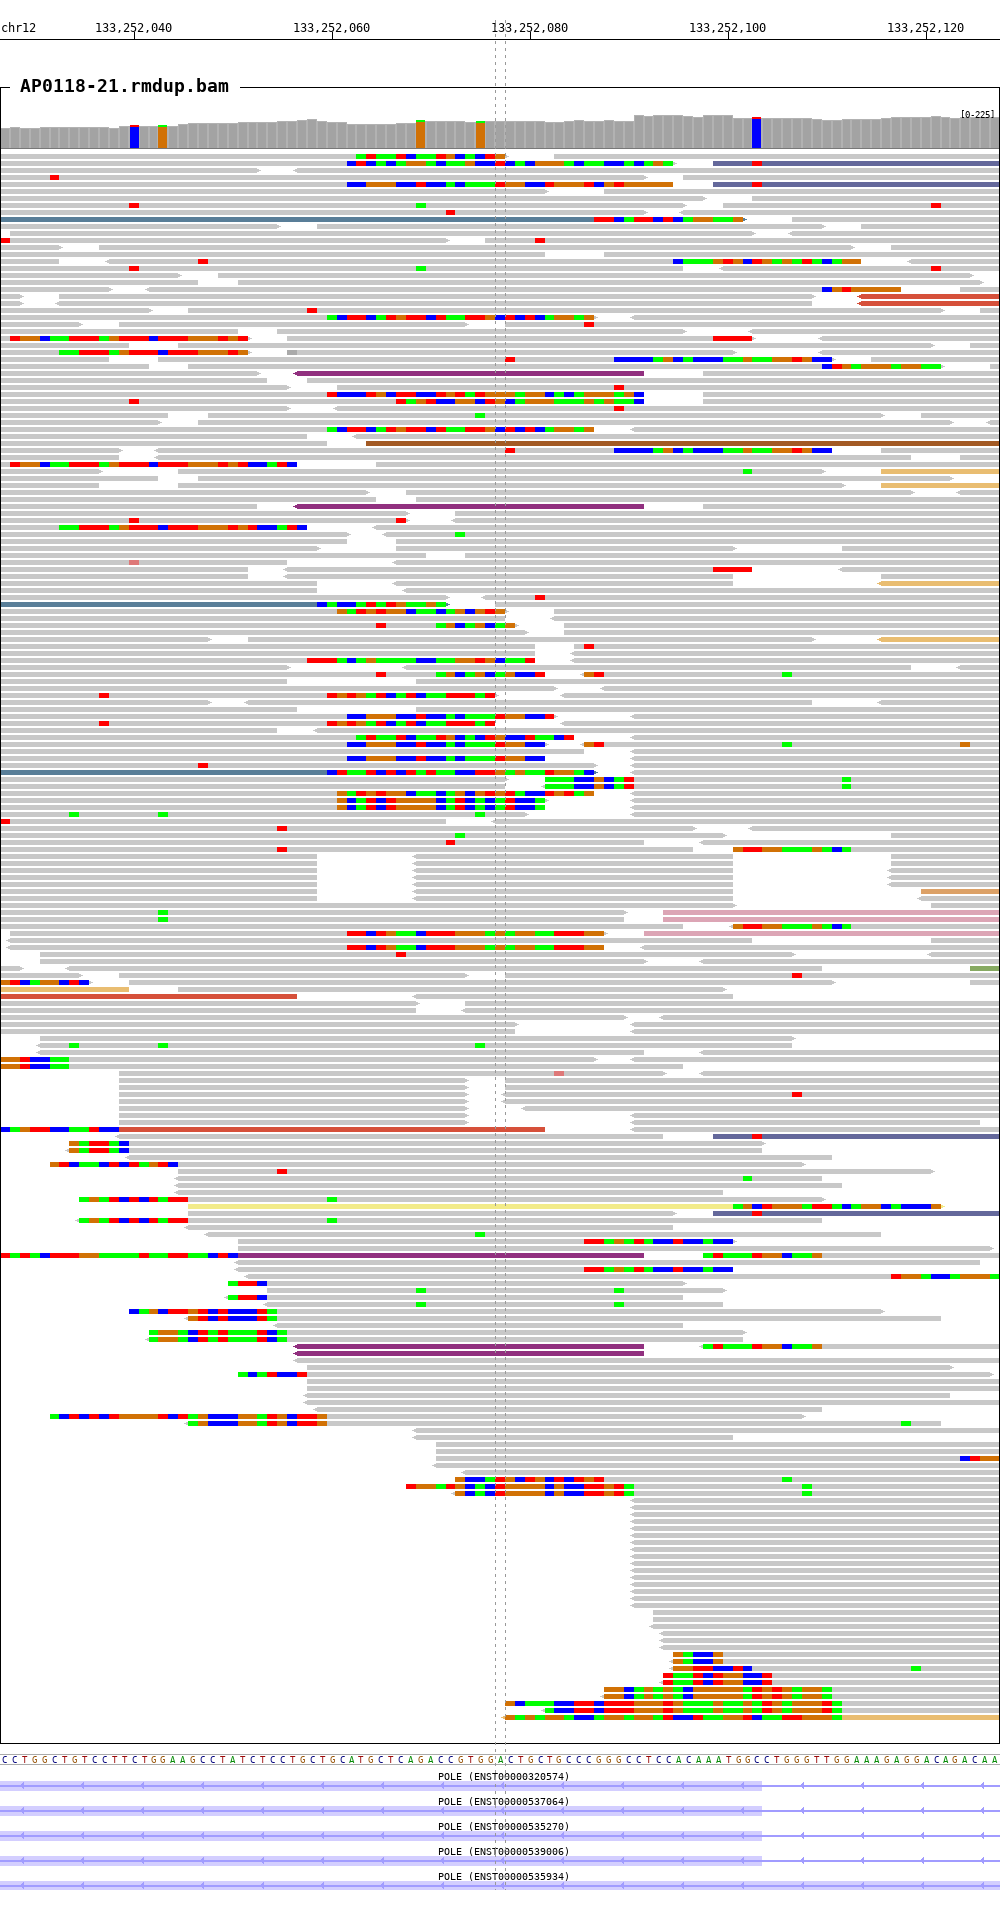 chr12 133,252,040 133,252,060 133,252,080 133,252,100 133,252,120
AP0118-21.rmdup.bam
[0-225]
CCTGGCTGTCCTTCTGGAAGCCTATCTCCTGCTGCATGCTCAGACCGTGGACTGCTGCCCGGGCCTCCACAAATGGCCTGGGTTGGAAAGAGGACAGACAA
POLE (ENST00000320574)
POLE (ENST00000537064)
POLE (ENST00000535270)
POLE (ENST00000539006)
POLE (ENST00000535934)